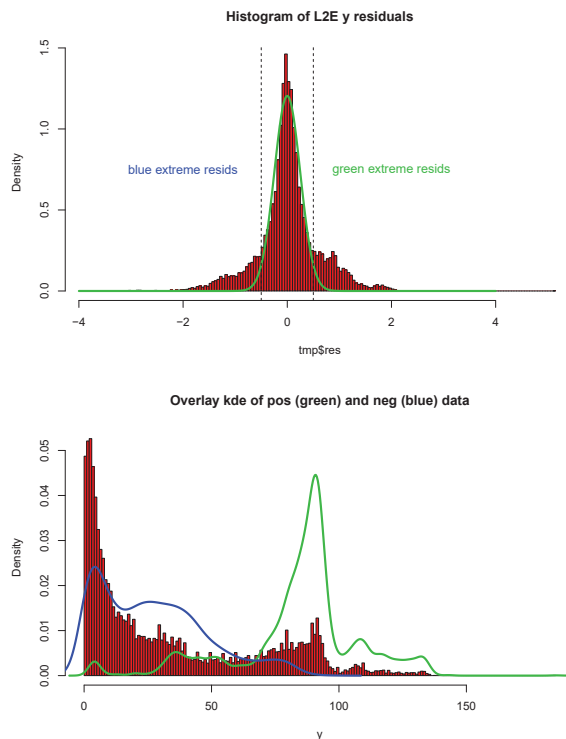 Histogram of L2E y residuals
1.5
1.0
0.5
0.0
Density
blue extreme resids
green extreme resids
−4
−2
0
2
4
tmp$res
Overlay kde of pos (green) and neg (blue) data
0.05
0.04
0.03
0.02
0.01
0.00
Density
0
50
100
150
y